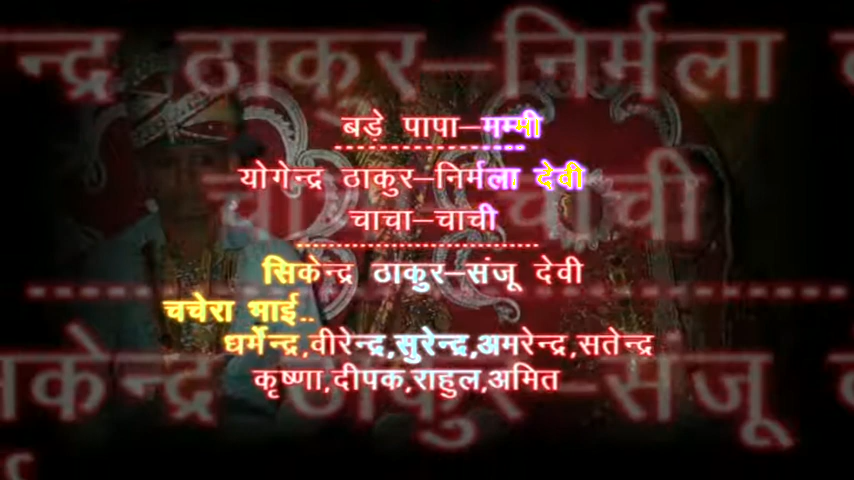 बड़े पापा–मम्मी
योगेन्द्र ठाकुर–निर्मला देवी
चाचा–चाची
सिकेन्द्र ठाकुर–संजू देवी
चचेरा भाई..
धर्मेन्द्र,वीरेन्द्र,सुरेन्द्र,अमरेन्द्र,सतेन्द्र
कृष्णा,दीपक,राहुल,अमित